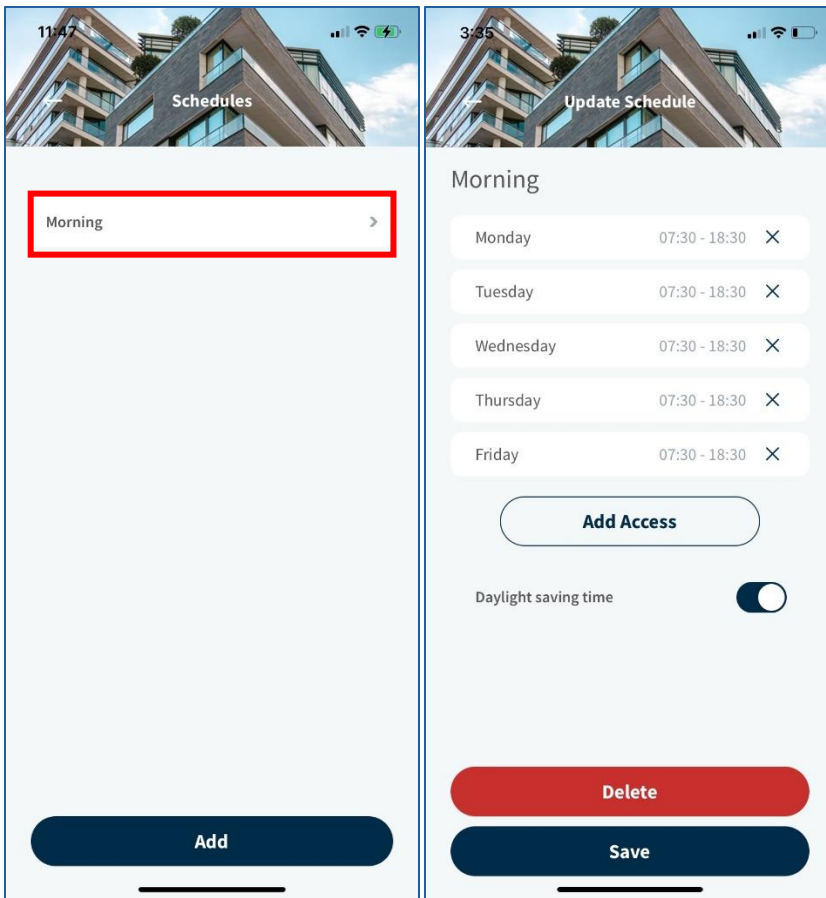 11:47
Schedules
Morning
Add
3:35
Update Schedule
Morning
Monday 07:30 - 18:30
Tuesday 07:30 - 18:30
Wednesday 07:30 - 18:30
Thursday 07:30 - 18:30
Friday 07:30 - 18:30
Add Access
Daylight saving time
Delete
Save